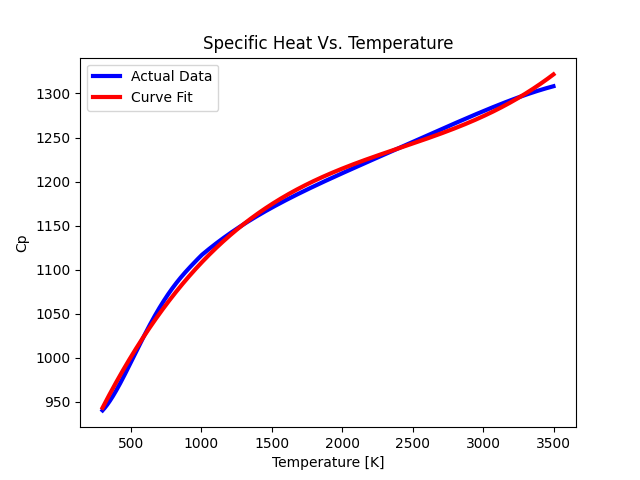 Specific Heat Vs. Temperature
Actual Data
Curve Fit
1300
1250
1200
1150
1100
1050
1000
950
Cp
500 1000 1500 2000 2500 3000 3500
Temperature [K]